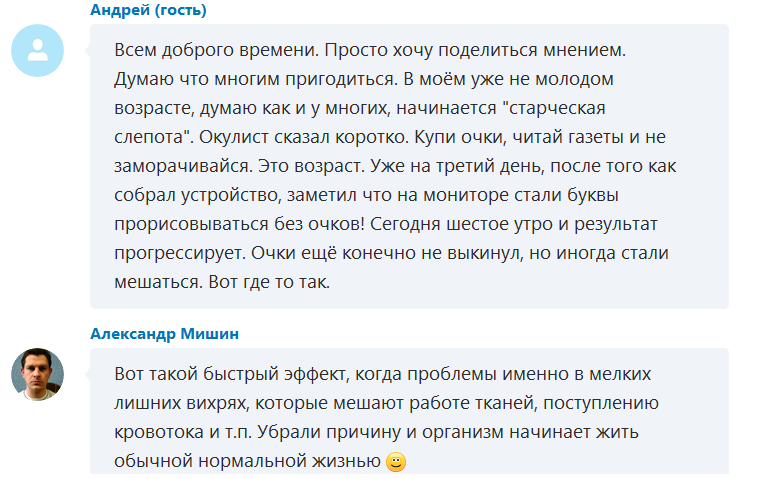 Андрей (гость)
Всем доброго времени. Просто хочу поделиться мнением.
Думаю что многим пригодиться. В моём уже не молодом
возрасте, думаю как и у многих, начинается "старческая
слепота". Окулист сказал коротко. Купи очки, читай газеты и не
заморачивайся. Это возраст. Уже на третий день, после того как
собрал устройство, заметил что на мониторе стали буквы
прорисовываться без очков! Сегодня шестое утро и результат
прогрессирует. Очки ещё конечно не выкинул, но иногда стали
мешаться. Вот где то так.
Александр Мишин
Вот такой быстрый эффект, когда проблемы именно в мелких
лишних вихрях, которые мешают работе тканей, поступлению
кровотока и т.п. Убрали причину и организм начинает жить
обычной нормальной жизнью